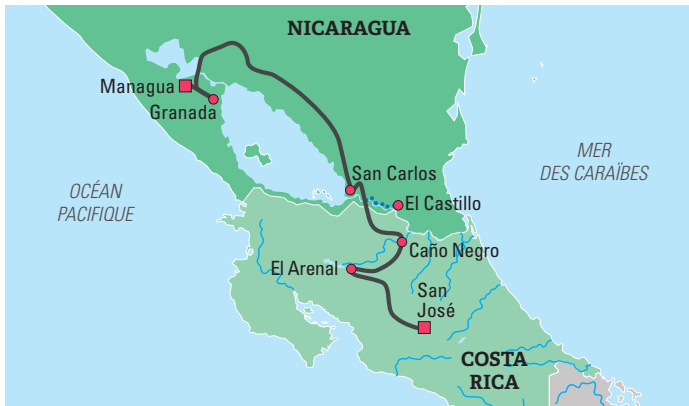 NICARAGUA
Managua
Granada
San Carlos
MER
DES CARAÏBES
OCÉAN
PACIFIQUE
El Castillo
Caño Negro
El Arenal
San
José
COSTA
RICA